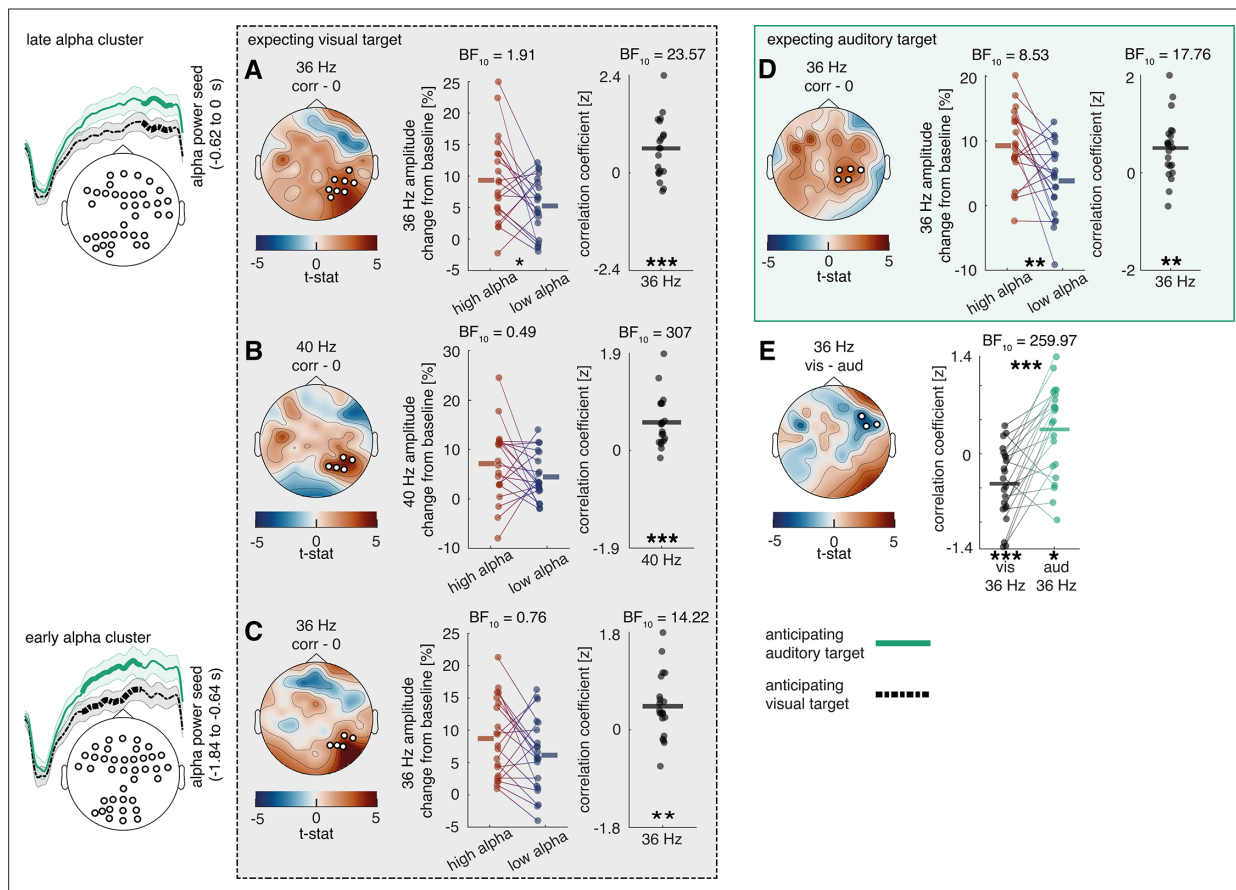 late alpha cluster
alpha power seed
(-0.62 to 0 s)
expecting visual target
A
36 Hz
corr - 0
-5 0 5
t-stat
BF10 = 1.91
36 Hz amplitude
change from baseline [%]
25
20
15
10
5
0
-5
*
high alpha
low alpha
BF10 = 23.57
correlation coefficient [z]
2.4
0
-2.4
***
36 Hz
B
40 Hz
corr - 0
-5 0 5
t-stat
BF10 = 0.49
40 Hz amplitude
change from baseline [%]
30
20
10
0
-10
high alpha
low alpha
BF10 = 307
correlation coefficient [z]
1.9
0
-1.9
***
40 Hz
early alpha cluster
alpha power seed
(-1.84 to -0.64 s)
C
36 Hz
corr - 0
-5 0 5
t-stat
BF10 = 0.76
36 Hz amplitude
change from baseline [%]
25
20
15
10
5
0
-5
high alpha
low alpha
BF10 = 14.22
correlation coefficient [z]
1.8
0
-1.8
**
36 Hz
expecting auditory target
D
36 Hz
corr - 0
-5 0 5
t-stat
BF10 = 8.53
36 Hz amplitude
change from baseline [%]
20
10
0
-10
**
high alpha
low alpha
BF10 = 17.76
correlation coefficient [z]
2
0
-2
**
36 Hz
E
36 Hz
vis - aud
-5 0 5
t-stat
BF10 = 259.97
correlation coefficient [z]
1.4
0
-1.4
***
*** *
vis aud
36 Hz 36 Hz
anticipating
auditory target
anticipating
visual target